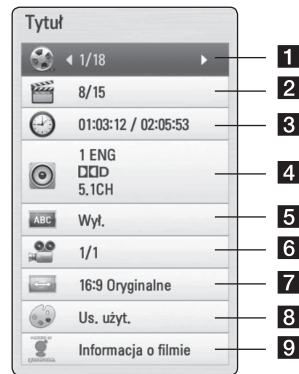 Tytuł
1/18 1
8/15 2
01:03:12 / 02:05:53 3
1 ENG
DD D
5.1CH 4
ABC Wył. 5
1/1 6
16:9 Oryginalne 7
Us. użyt. 8
Informacja o filmie 9